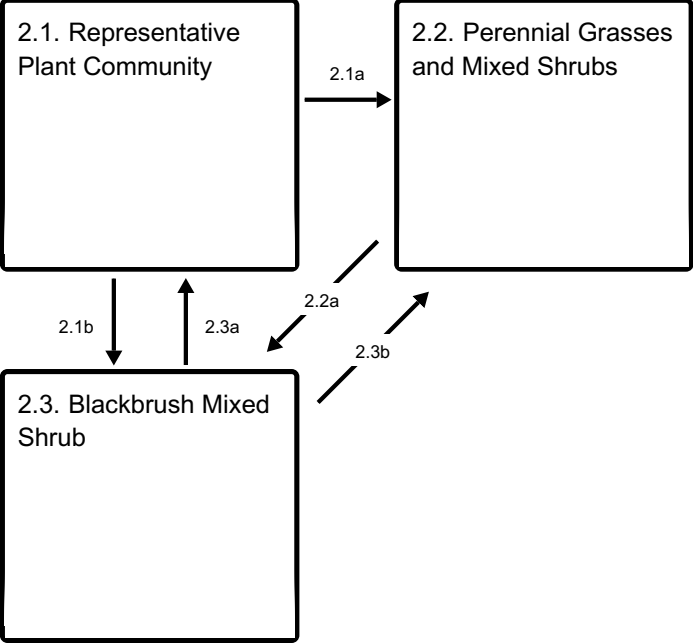 2.1. Representative
Plant Community
2.2. Perennial Grasses
and Mixed Shrubs
2.1a
2.2a
2.1b
2.3a
2.3b
2.3. Blackbrush Mixed
Shrub